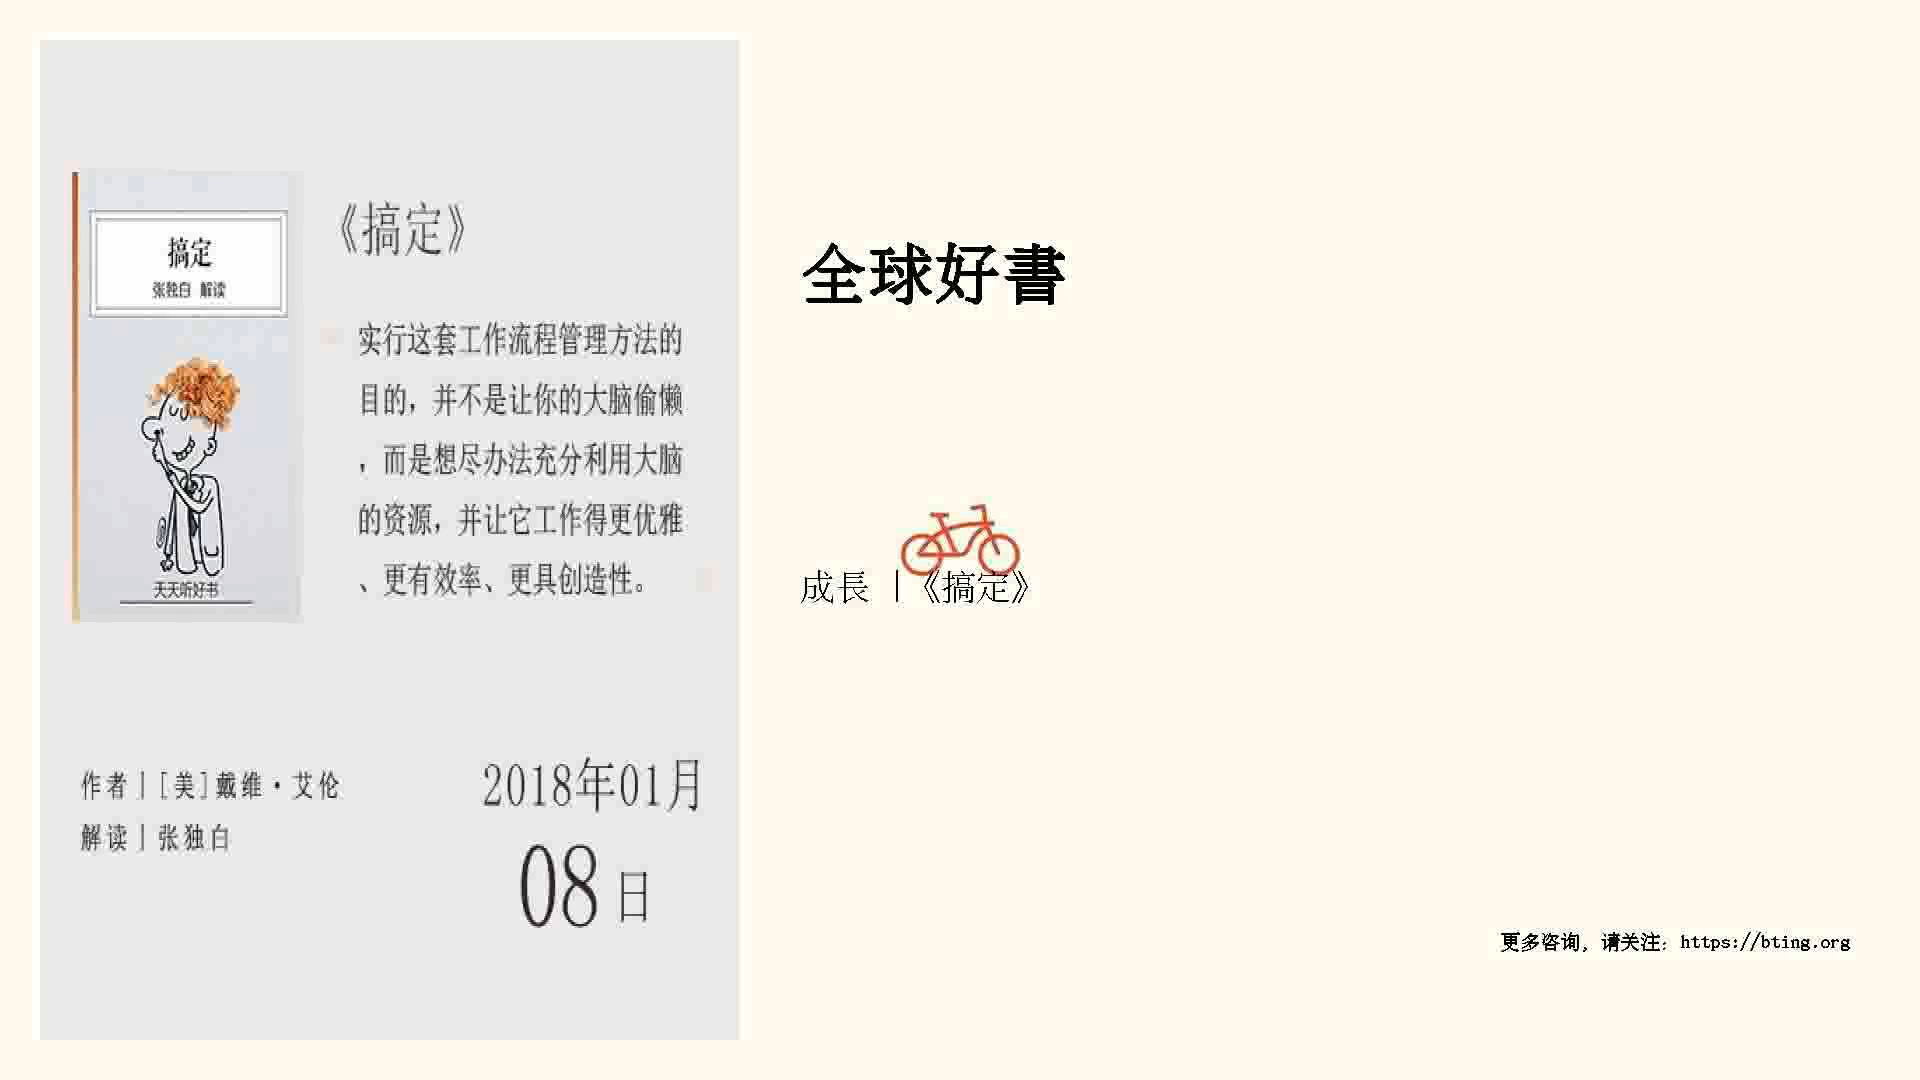 搞定
张独白 解读
天天听好书
《搞定》
实行这套工作流程管理方法的
目的，并不是让你的大脑偷懒
，而是想尽办法充分利用大脑
的资源，并让它工作得更优雅
、更有效率、更具创造性。
作者丨[美]戴维·艾伦
解读丨张独白
2018年01月
08日
全球好書
成長 丨《搞定》
更多咨询，请关注：https://bting.org